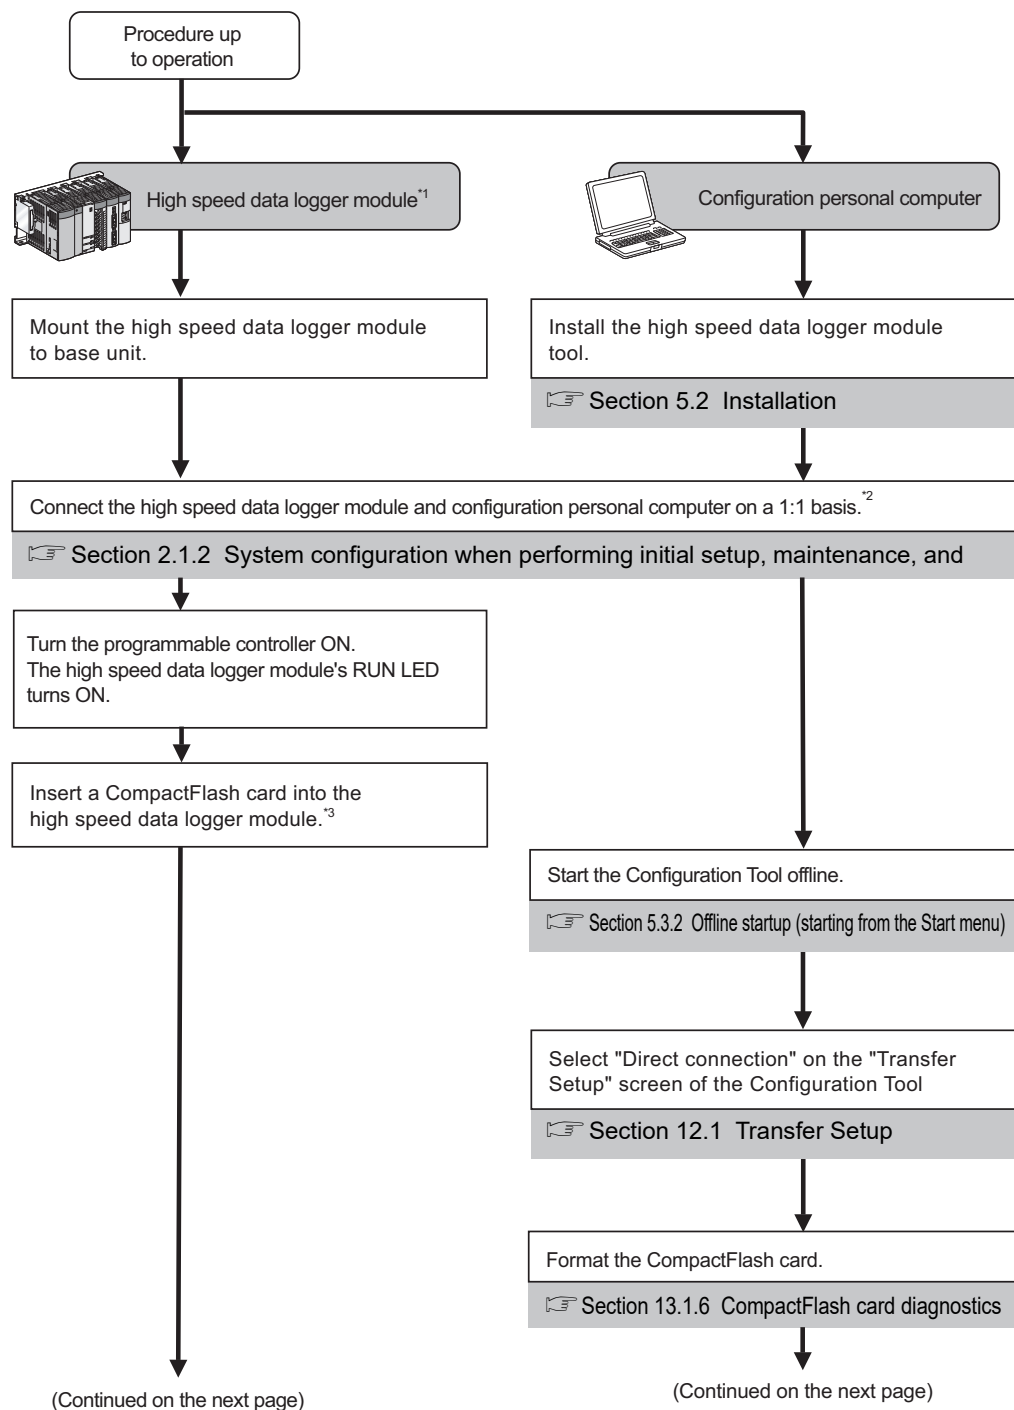 Procedure up
to operation
High speed data logger module*1
Configuration personal computer
Mount the high speed data logger module
to base unit.
Install the high speed data logger module
tool.
Section 5.2 Installation
Connect the high speed data logger module and configuration personal computer on a 1:1 basis.*2
Section 2.1.2 System configuration when performing initial setup, maintenance, and
Turn the programmable controller ON.
The high speed data logger module's RUN LED
turns ON.
Insert a CompactFlash card into the
high speed data logger module.*3
Start the Configuration Tool offline.
Section 5.3.2 Offline startup (starting from the Start menu)
Select "Direct connection" on the "Transfer
Setup" screen of the Configuration Tool
Section 12.1 Transfer Setup
Format the CompactFlash card.
Section 13.1.6 CompactFlash card diagnostics
(Continued on the next page)
(Continued on the next page)